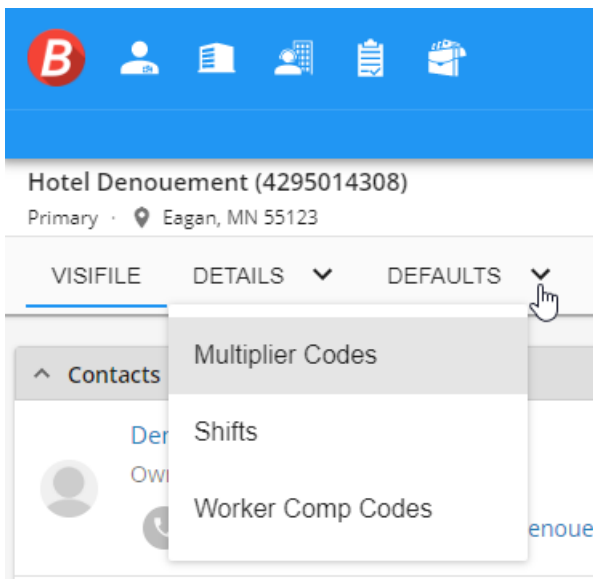 B
Hotel Denouement (4295014308)
Primary · Eagan, MN 55123
VISIFILE DETAILS DEFAULTS
Multiplier Codes
Contacts
Shifts
Worker Comp Codes